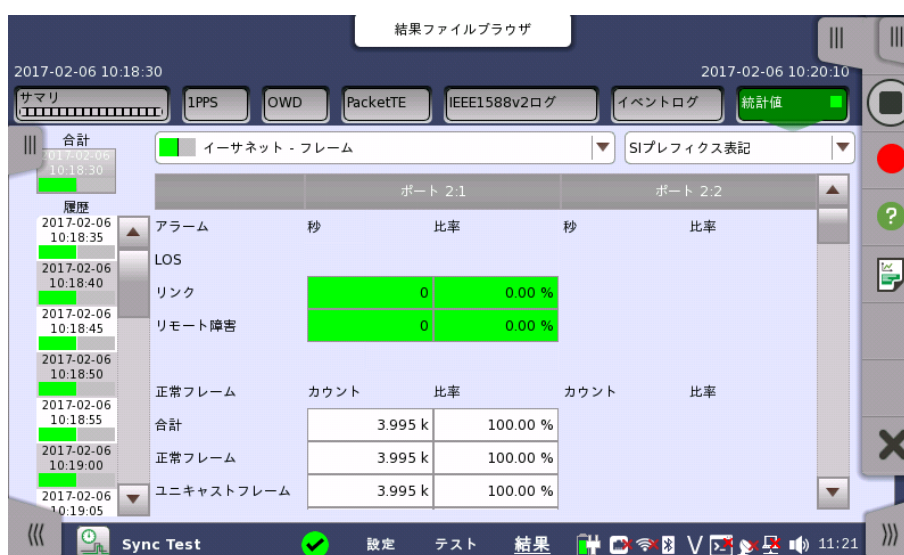 結果ファイルブラウザ
2017-02-06 10:18:30
2017-02-06 10:20:10
サマリ
1PPS
OWD
PacketTE
IEEE1588v2ログ
イベントログ
統計値
合計
2017-02-06
10:18:30
履歴
2017-02-06
10:18:35
2017-02-06
10:18:40
2017-02-06
10:18:45
2017-02-06
10:18:50
2017-02-06
10:18:55
2017-02-06
10:19:00
2017-02-06
10:19:05
イーサネット - フレーム
SIプレフィクス表記
ポート 2:1 ポート 2:2
アラーム 秒 比率 秒 比率
LOS
リンク 0 0.00 %
リモート障害 0 0.00 %
正常フレーム カウント 比率 カウント 比率
合計 3.995 k 100.00 %
正常フレーム 3.995 k 100.00 %
ユニキャストフレーム 3.995 k 100.00 %
Sync Test 設定 テスト 結果 11:21